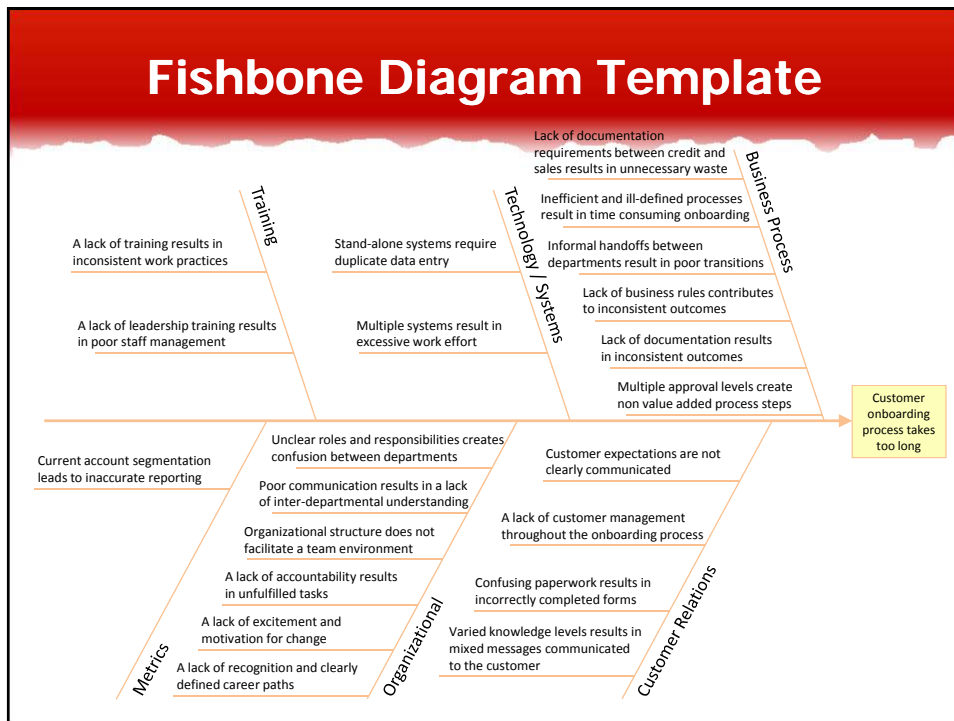 Fishbone Diagram Template
Training
A lack of training results in
inconsistent work practices
A lack of leadership training results
in poor staff management
Technology / Systems
Stand-alone systems require
duplicate data entry
Multiple systems result in
excessive work effort
Business Process
Lack of documentation
requirements between credit and
sales results in unnecessary waste
Inefficient and ill-defined processes
result in time consuming onboarding
Informal handoffs between
departments result in poor transitions
Lack of business rules contributes
to inconsistent outcomes
Lack of documentation results
in inconsistent outcomes
Multiple approval levels create
non value added process steps
Customer
onboarding
process takes
too long
Current account segmentation
leads to inaccurate reporting
Metrics
Unclear roles and responsibilities creates
confusion between departments
Poor communication results in a lack
of inter-departmental understanding
Organizational structure does not
facilitate a team environment
A lack of accountability results
in unfulfilled tasks
A lack of excitement and
motivation for change
A lack of recognition and clearly
defined career paths
Organizational
Customer expectations are not
clearly communicated
A lack of customer management
throughout the onboarding process
Confusing paperwork results in
incorrectly completed forms
Varied knowledge levels results in
mixed messages communicated
to the customer
Customer Relations